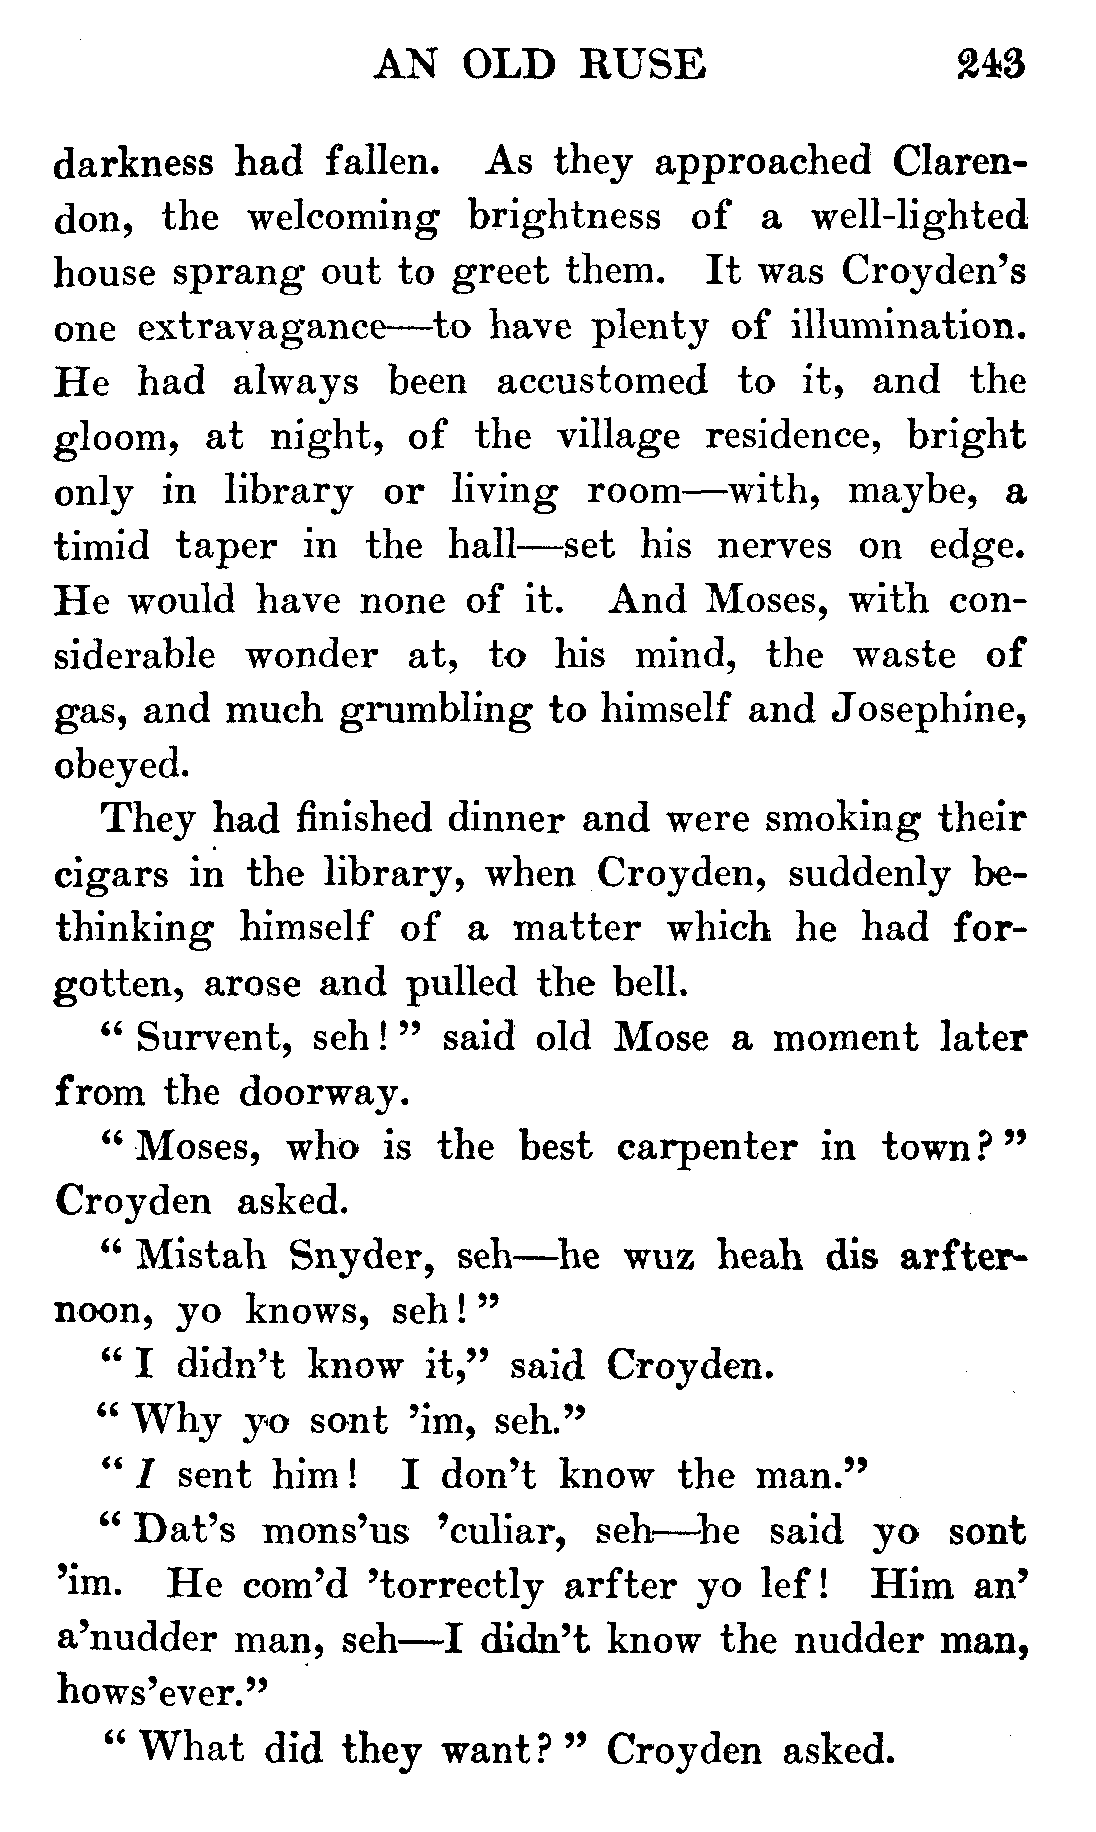 AN OLD RUSE 243
darkness had fallen. As they approached Claren-
don, the welcoming brightness of a well-lighted
house sprang out to greet them. It was Croyden's
one extravagance—to have plenty of illumination.
He had always been accustomed to it, and the
gloom, at night, of the village residence, bright
only in library or living room—with, maybe, a
timid taper in the hall—set his nerves on edge.
He would have none of it. And Moses, with con-
siderable wonder at, to his mind, the waste of
gas, and much grumbling to himself and Josephine,
obeyed.
They had finished dinner and were smoking their
cigars in the library, when Croyden, suddenly be-
thinking himself of a matter which he had for-
gotten, arose and pulled the bell.
“ Survent, seh! ” said old Mose a moment later
from the doorway.
“ Moses, who is the best carpenter in town? ”
Croyden asked.
“ Mistah Snyder, seh—he wuz heah dis arfter-
noon, yo knows, seh! ”
“ I didn't know it,” said Croyden.
“ Why yo sont 'im, seh.”
“ I sent him! I don't know the man.”
“ Dat's mons'us 'culiar, seh—he said yo sont
'im. He com'd 'torrectly arfter yo lef! Him an'
a'nudder man, seh—I didn't know the nudder man,
hows'ever.”
“ What did they want? ” Croyden asked.